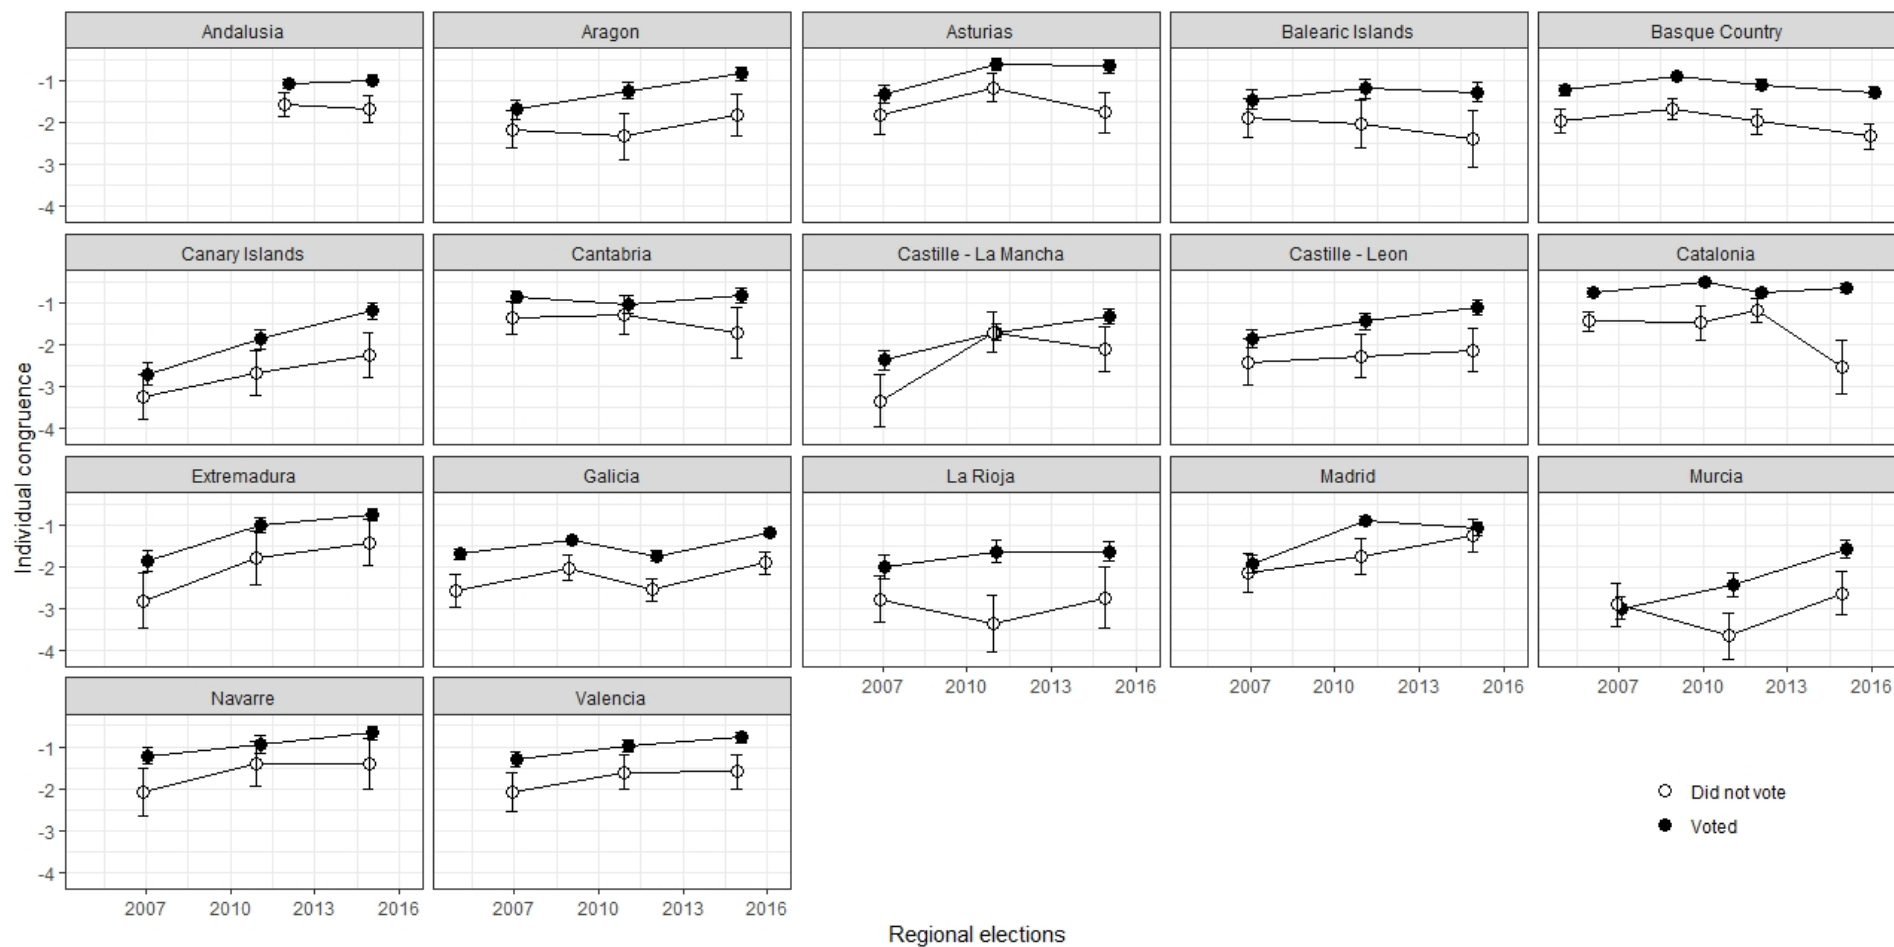 Andalusia Aragon Asturias Balearic Islands Basque Country
-1
-2
-3
-4
Canary Islands Cantabria Castille - La Mancha Castille - Leon Catalonia
-1
-2
-3
-4
Individual congruence
Extremadura Galicia La Rioja Madrid Murcia
-1
-2
-3
-4
2007 2010 2013 2016 2007 2010 2013 2016 2007 2010 2013 2016
Navarre Valencia
-1
-2
-3
-4
2007 2010 2013 2016 2007 2010 2013 2016
Did not vote
Voted
Regional elections